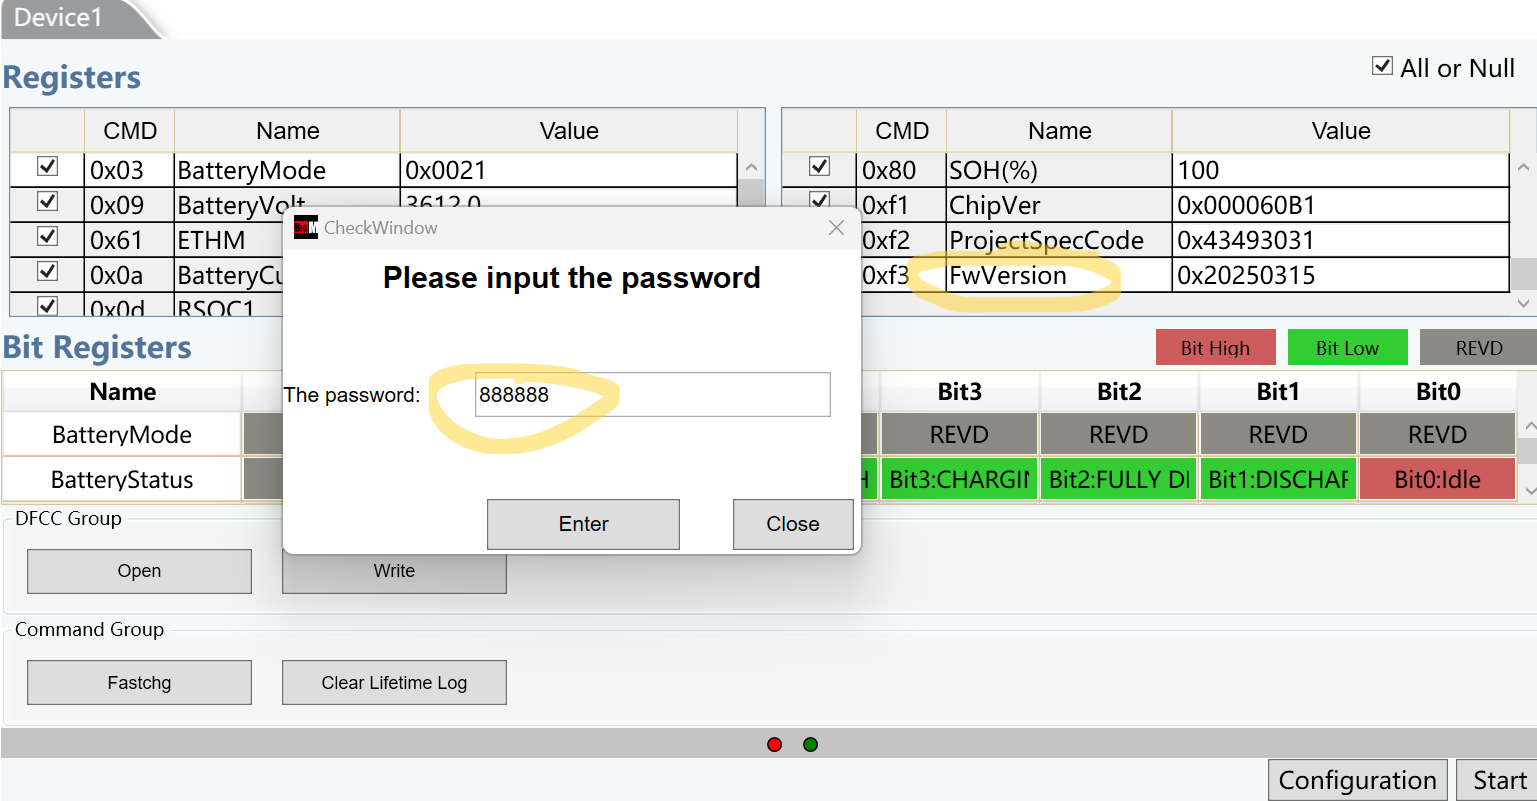 Device1
Registers
All or Null
CMD Name Value
0x03 BatteryMode 0x0021
0x09 BatteryVolt 3612.0
0x61 ETHM
0x0a BatteryCu
0x0d RSOC1
CMD Name Value
0x80 SOH(%) 100
0xf1 ChipVer 0x000060B1
0xf2 ProjectSpecCode 0x43493031
0xf3 FwVersion 0x20250315
CheckWindow
Please input the password
The password: 888888
Enter Close
Bit Registers
Bit High Bit Low REVD
Name Bit3 Bit2 Bit1 Bit0
BatteryMode REVD REVD REVD REVD
BatteryStatus Bit3:CHARGIN Bit2:FULLY DI Bit1:DISCHAR Bit0:Idle
DFCC Group
Open Write
Command Group
Fastchg Clear Lifetime Log
Configuration Start